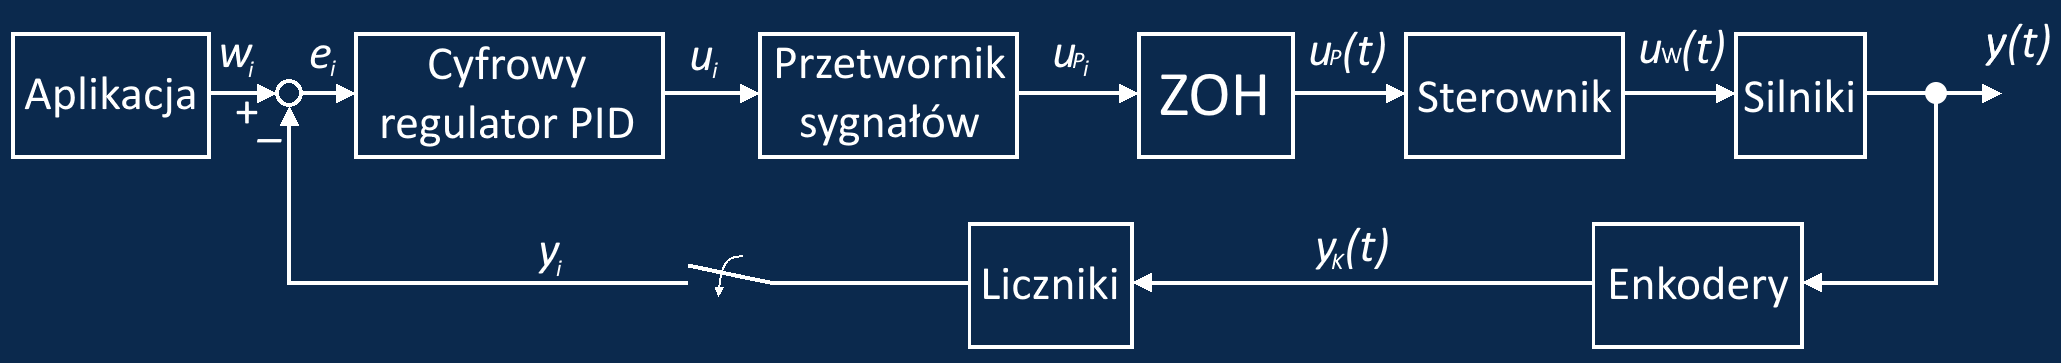 Aplikacja
wi
+
–
ei
Cyfrowy
regulator PID
ui
Przetwornik
sygnałów
uPi
ZOH
uP(t)
Sterownik
uW(t)
Silniki
y(t)
yi
Liczniki
yK(t)
Enkodery